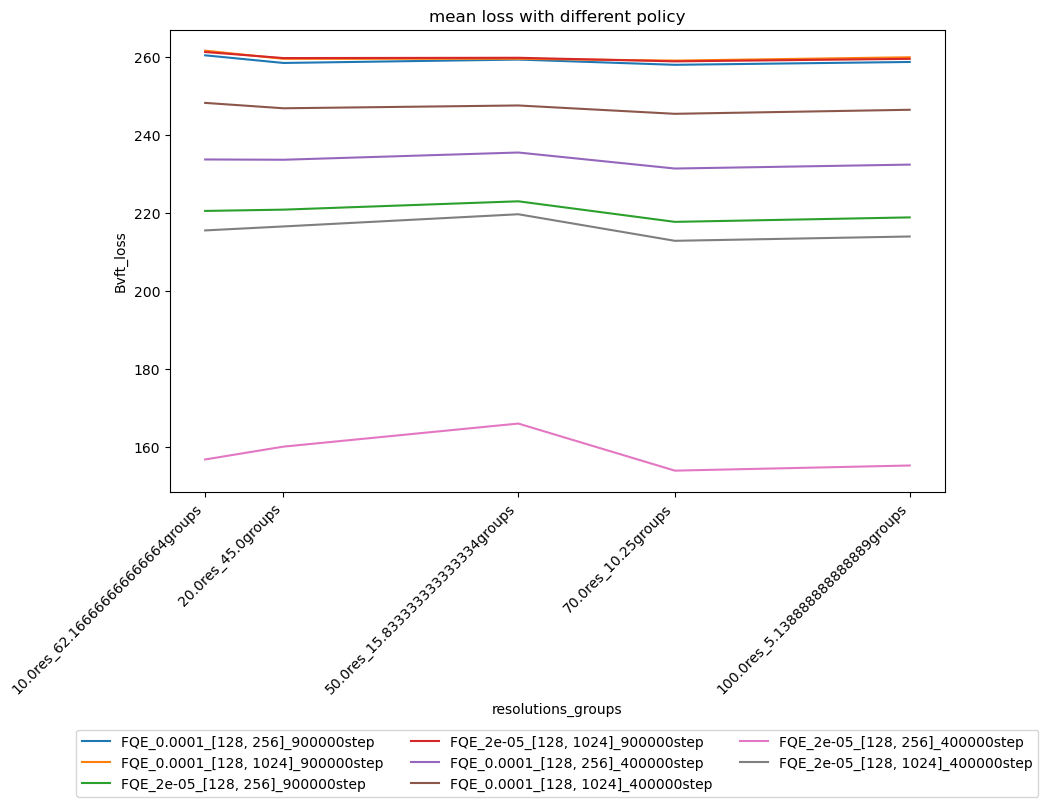 mean loss with different policy
260
240
220
200
180
160
Bvft_loss
10.0res_62.166666666666664groups
20.0res_45.0groups
50.0res_15.833333333333334groups
70.0res_10.25groups
100.0res_5.138888888888889groups
resolutions_groups
FQE_0.0001_[128, 256]_900000step
FQE_0.0001_[128, 1024]_900000step
FQE_2e-05_[128, 256]_900000step
FQE_2e-05_[128, 1024]_900000step
FQE_0.0001_[128, 256]_400000step
FQE_0.0001_[128, 1024]_400000step
FQE_2e-05_[128, 256]_400000step
FQE_2e-05_[128, 1024]_400000step